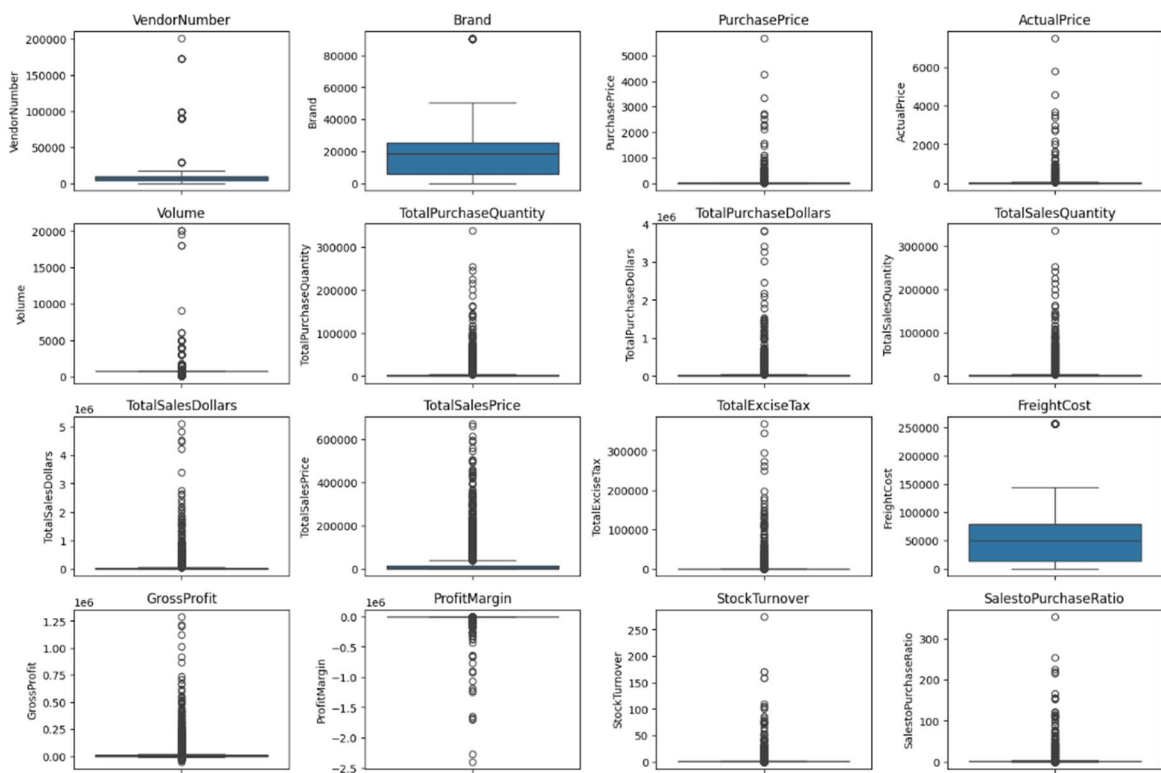 VendorNumber
Brand
PurchasePrice
ActualPrice
VendorNumber
200000
150000
100000
50000
0
Brand
80000
60000
40000
20000
0
PurchasePrice
5000
4000
3000
2000
1000
0
ActualPrice
6000
4000
2000
0
Volume
TotalPurchaseQuantity
TotalPurchaseDollars
TotalSalesQuantity
Volume
20000
15000
10000
5000
0
TotalPurchaseQuantity
300000
200000
100000
0
TotalPurchaseDollars
1e6
4
3
2
1
0
TotalSalesQuantity
300000
200000
100000
0
TotalSalesDollars
TotalSalesPrice
TotalExciseTax
FreightCost
TotalSalesDollars
1e6
5
4
3
2
1
0
TotalSalesPrice
600000
400000
200000
0
TotalExciseTax
300000
200000
100000
0
FreightCost
250000
200000
150000
100000
50000
0
GrossProfit
ProfitMargin
StockTurnover
SalestoPurchaseRatio
GrossProfit
1e6
1.25
1.00
0.75
0.50
0.25
0.00
ProfitMargin
1e6
0.0
−0.5
−1.0
−1.5
−2.0
−2.5
StockTurnover
250
200
150
100
50
0
SalestoPurchaseRatio
300
200
100
0